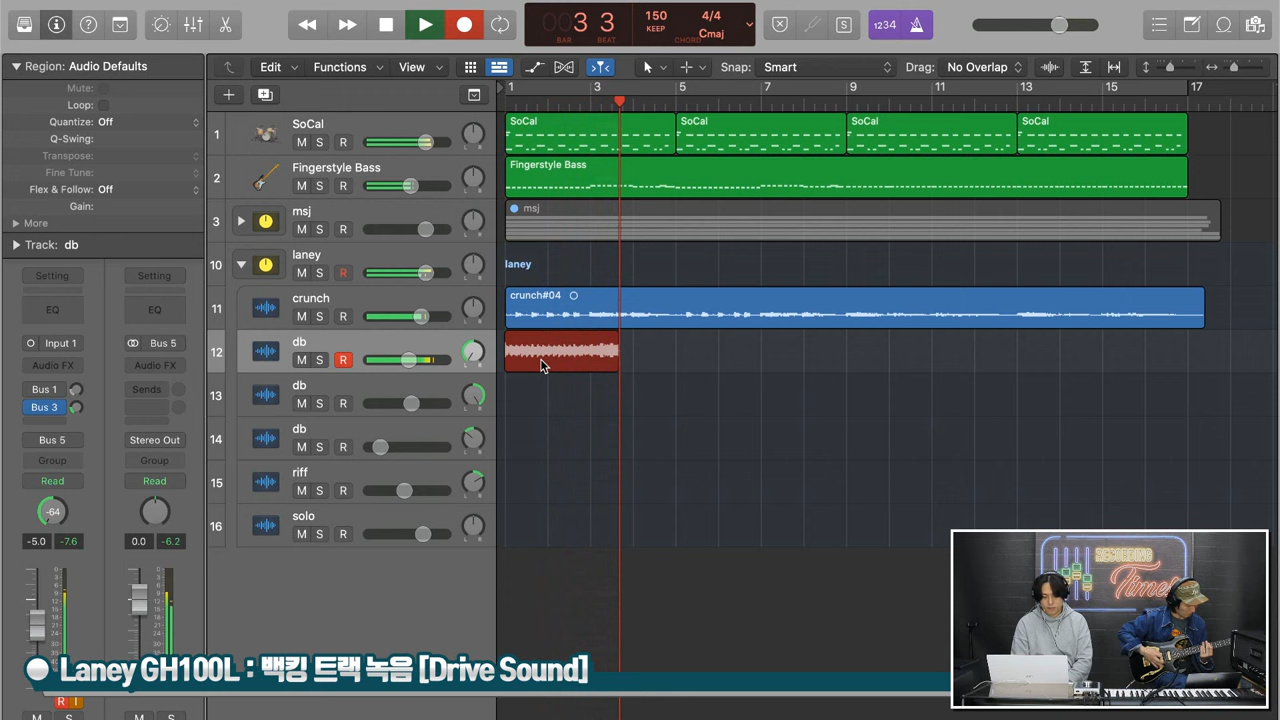 3 3
BAR BEAT
150
KEEP
4/4
Cmaj
CHORD
1234
Region: Audio Defaults
Mute:
Loop:
Quantize: Off
Q-Swing:
Transpose:
Fine Tune:
Flex & Follow: Off
Gain:
More
Track: db
Setting Setting
EQ EQ
Input 1 Bus 5
Audio FX Audio FX
Bus 1 Sends
Bus 3
Bus 5 Stereo Out
Group Group
Read Read
-64
-5.0 -7.6 0.0 -6.2
R I
M S M S
Edit Functions View
Snap: Smart
Drag: No Overlap
1 3 5 7 9 11 13 15 17
1 SoCal
M S R
SoCal SoCal SoCal SoCal
2 Fingerstyle Bass
M S R
Fingerstyle Bass
3 msj
M S R
msj
10 laney
M S R
laney
11 crunch
M S R
crunch#04
12 db
M S R
13 db
M S R
14 db
M S R
15 riff
M S R
16 solo
M S R
RECORDING
Time!
Laney GH100L : 백킹 트랙 녹음 [Drive Sound]